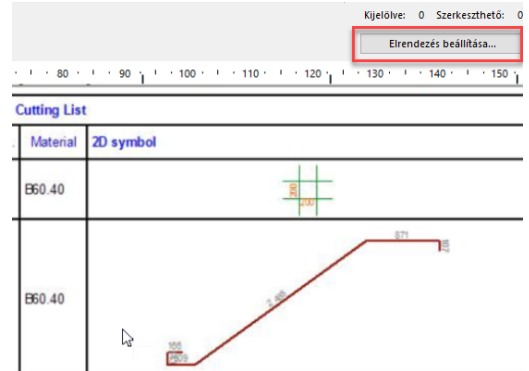 Kijelölve: 0 Szerkeszthető: 0
Elrendezés beállítása...
80 90 100 110 120 130 140 150
Cutting List
Material 2D symbol
B60.40
200
200
871
B60.40